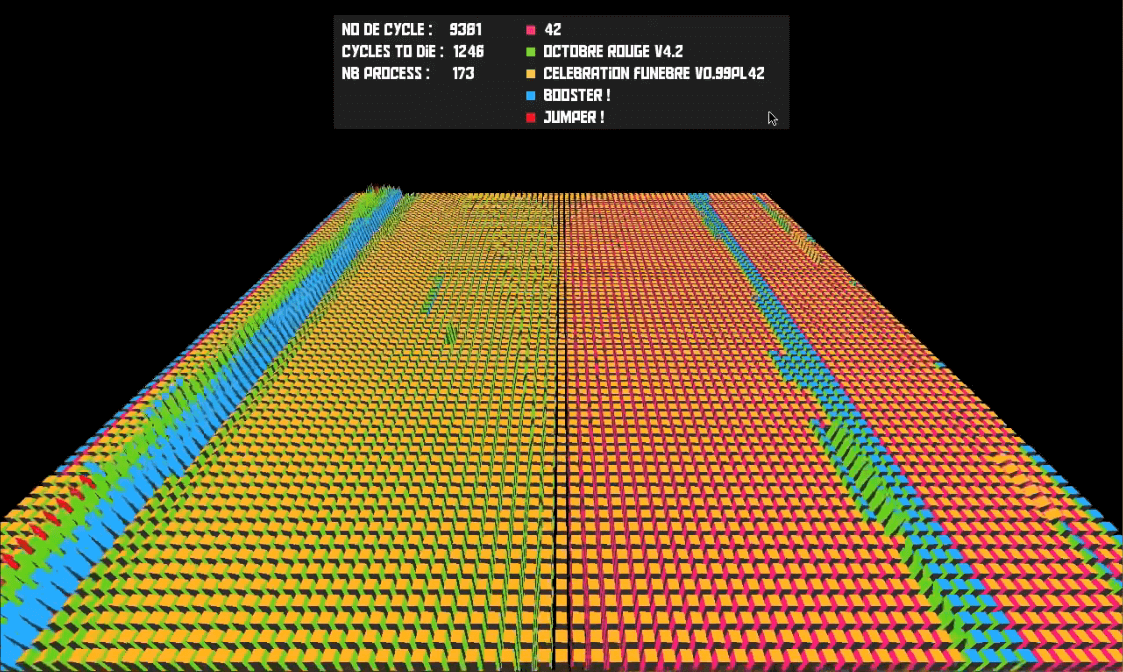 NO DE CYCLE : 9381
CYCLES TO DIE : 1246
NB PROCESS : 173
42
OCTOBRE ROUGE V4.2
CELEBRATION FUNEBRE V0.99PL42
BOOSTER !
JUMPER !